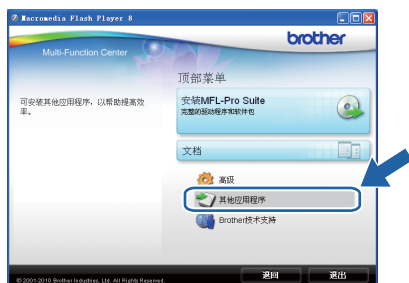 Macromedia Flash Player 8
brother
Multi-Function Center
顶部菜单
可安装其他应用程序，以帮助提高效
率。
安装MFL-Pro Suite
完整的驱动程序和软件包
文档
高级
其他应用程序
Brother技术支持
© 2001-2010 Brother Industries, Ltd. All Rights Reserved.
退回
退出